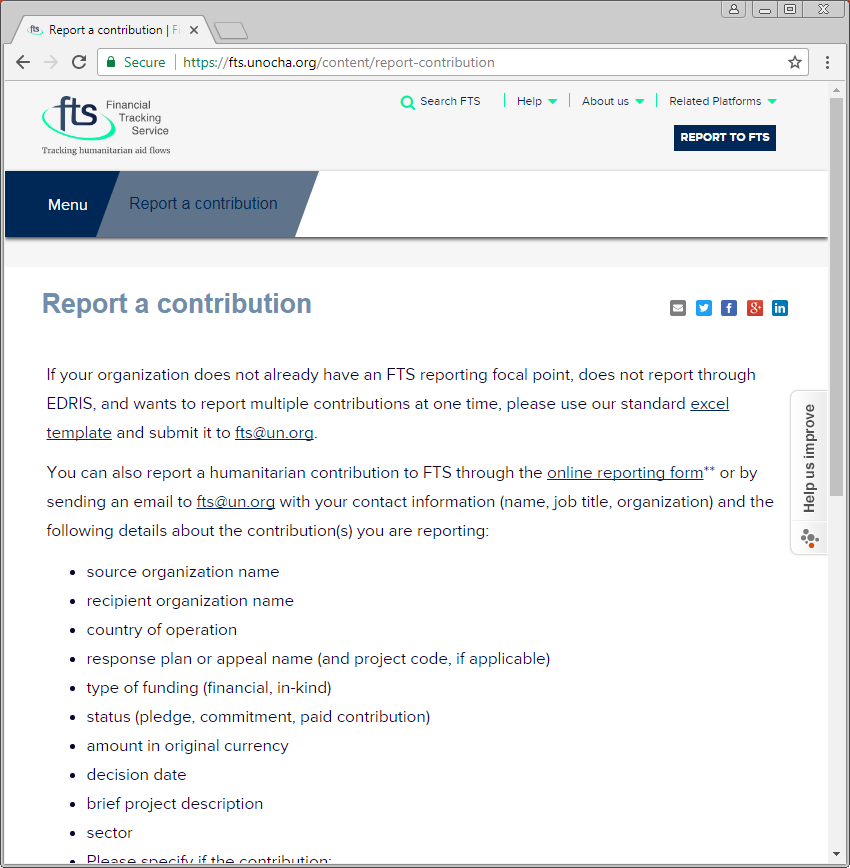 Report a contribution | Fi
Secure
https://fts.unocha.org/content/report-contribution
fts Financial
Tracking
Service
Tracking humanitarian aid flows
Search FTS
Help
About us
Related Platforms
REPORT TO FTS
Menu
Report a contribution
Report a contribution
If your organization does not already have an FTS reporting focal point, does not report through
EDRIS, and wants to report multiple contributions at one time, please use our standard excel
template and submit it to fts@un.org.
You can also report a humanitarian contribution to FTS through the online reporting form** or by
sending an email to fts@un.org with your contact information (name, job title, organization) and the
following details about the contribution(s) you are reporting:
• source organization name
• recipient organization name
• country of operation
• response plan or appeal name (and project code, if applicable)
• type of funding (financial, in-kind)
• status (pledge, commitment, paid contribution)
• amount in original currency
• decision date
• brief project description
• sector
• Please specify if the contribution:
Help us improve